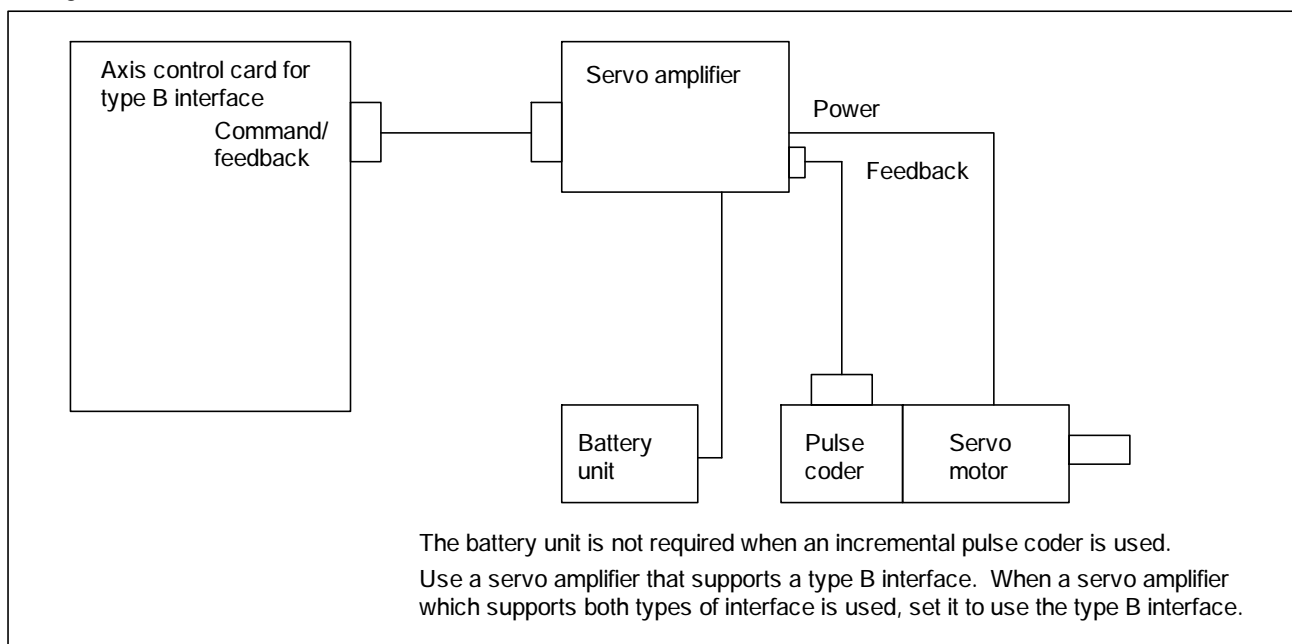 Axis control card for
type B interface
Command/
feedback
Servo amplifier
Power
Feedback
Battery
unit
Pulse
coder
Servo
motor
The battery unit is not required when an incremental pulse coder is used.
Use a servo amplifier that supports a type B interface.  When a servo amplifier
which supports both types of interface is used, set it to use the type B interface.